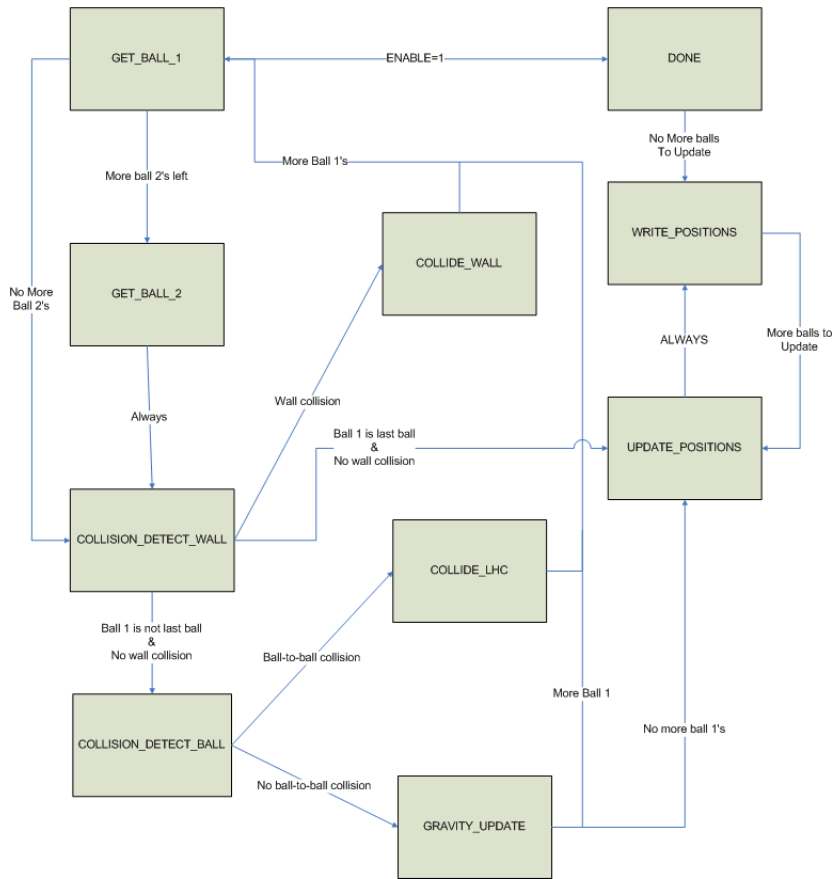 GET_BALL_1
ENABLE=1
DONE
No More balls
To Update
More Ball 1's
More ball 2's left
WRITE_POSITIONS
COLLIDE_WALL
GET_BALL_2
No More
Ball 2's
More balls to
Update
ALWAYS
Wall collision
Always
Ball 1 is last ball
&
No wall collision
UPDATE_POSITIONS
COLLISION_DETECT_WALL
COLLIDE_LHC
Ball 1 is not last ball
&
No wall collision
Ball-to-ball collision
More Ball 1
No more ball 1's
COLLISION_DETECT_BALL
No ball-to-ball collision
GRAVITY_UPDATE